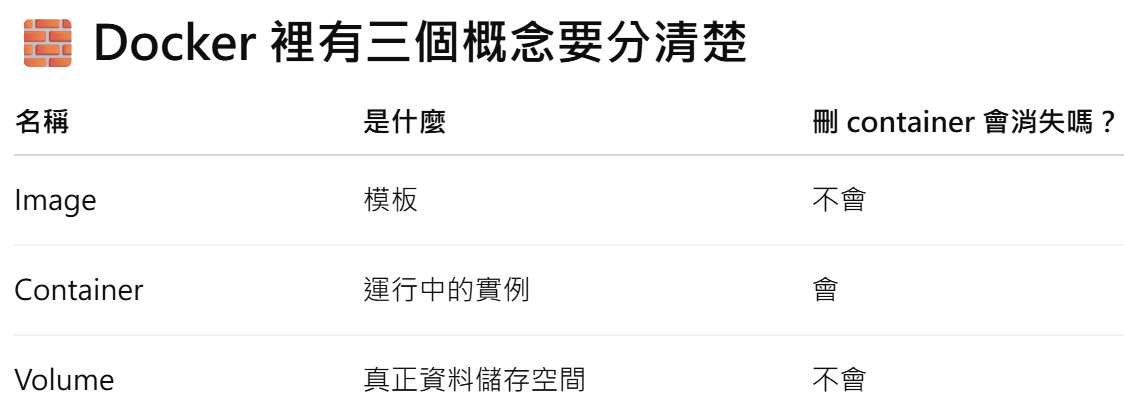 🧱 Docker 裡有三個概念要分清楚
名稱 是什麼 刪 container 會消失嗎？
Image 模板 不會
Container 運行中的實例 會
Volume 真正資料儲存空間 不會